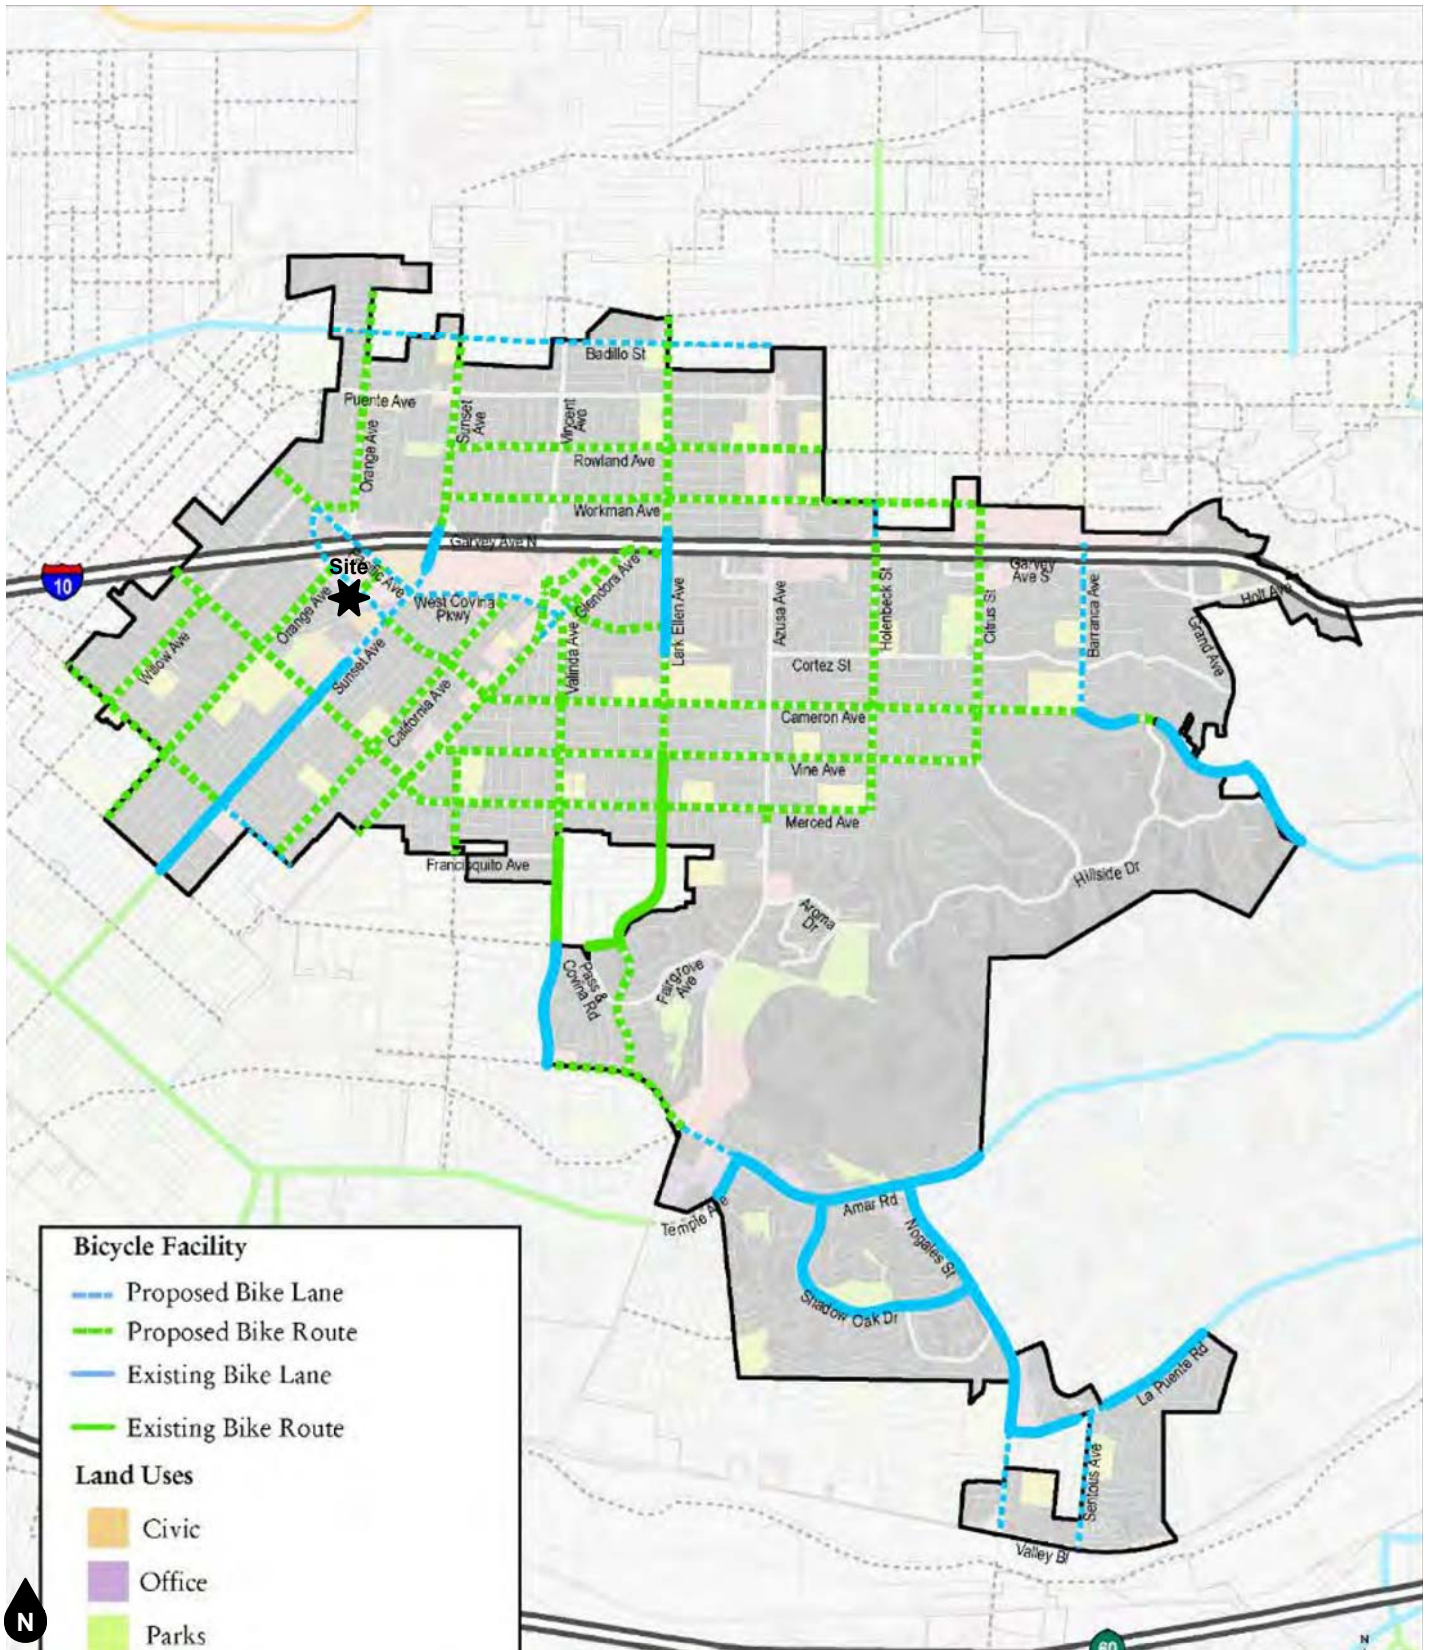 Badillo St
Puente Ave
Sunset
Ave
Vincent
Ave
Orange Ave
Rowland Ave
Workman Ave
Garvey Ave N
10
Site
Pacific Ave
Glendora Ave
Garvey
Ave S
Holt Ave
Orange Ave
West Covina
Pkwy
Lark Ellen Ave
Azusa Ave
Hollenbeck St
Citrus St
Barranca Ave
Grand Ave
Willow Ave
Sunset Ave
Valinda Ave
Cortez St
California Ave
Cameron Ave
Vine Ave
Merced Ave
Francisquito Ave
Hillside Dr
Aroma
Dr
Pass &
Covina Rd
Fairgrove
Ave
Amar Rd
Temple Ave
Nogales St
Shadow Oak Dr
La Puente Rd
Sentous Ave
Valley Bl
Bicycle Facility
Proposed Bike Lane
Proposed Bike Route
Existing Bike Lane
Existing Bike Route
Land Uses
Civic
Office
Parks
N
60
N